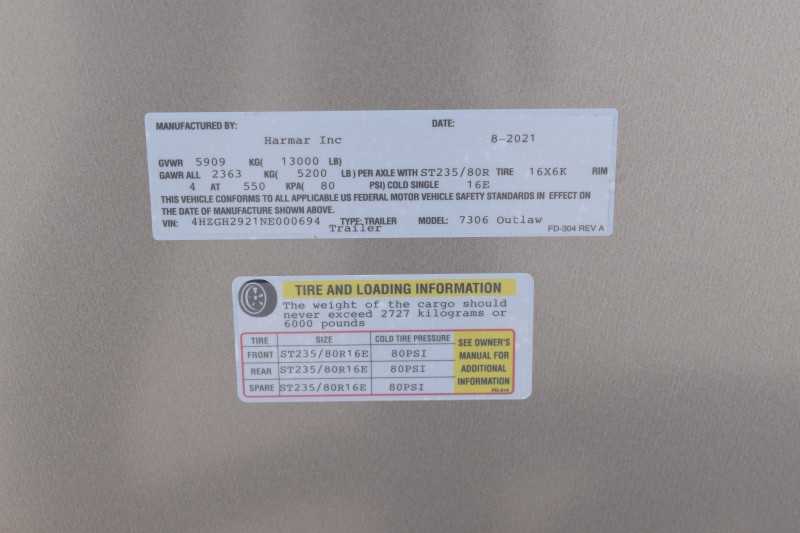 MANUFACTURED BY: DATE:
Harmar Inc 8-2021
GVWR 5909 KG( 13000 LB)
GAWR ALL 2363 KG( 5200 LB) PER AXLE WITH ST235/80R TIRE 16X6K RIM
4 AT 550 KPA( 80 PSI) COLD SINGLE 16E
THIS VEHICLE CONFORMS TO ALL APPLICABLE US FEDERAL MOTOR VEHICLE SAFETY STANDARDS IN EFFECT ON
THE DATE OF MANUFACTURE SHOWN ABOVE.
VIN: 4HZGH2921NE000694 TYPE: TRAILER MODEL: 7306 Outlaw
Trailer FD-304 REV A
TIRE AND LOADING INFORMATION
The weight of the cargo should
never exceed 2727 kilograms or
6000 pounds
TIRE SIZE COLD TIRE PRESSURE
FRONT ST235/80R16E 80PSI
REAR ST235/80R16E 80PSI
SPARE ST235/80R16E 80PSI
SEE OWNER'S
MANUAL FOR
ADDITIONAL
INFORMATION